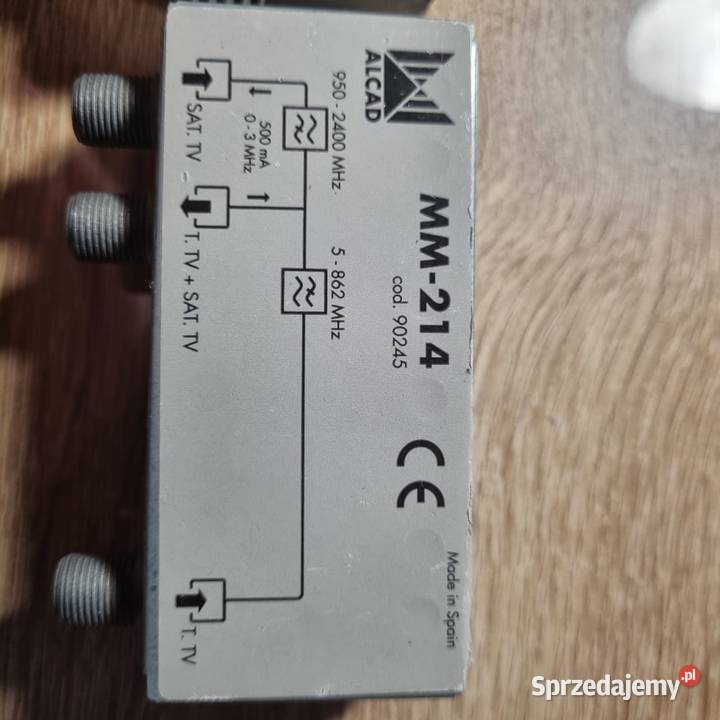 ALCAD
MM-214
cod. 90245
CE
Made in Spain
950 - 2400 MHz
5 - 862 MHz
500 mA
0 - 3 MHz
SAT. TV
T. TV + SAT. TV
T. TV
Sprzedajemy.pl